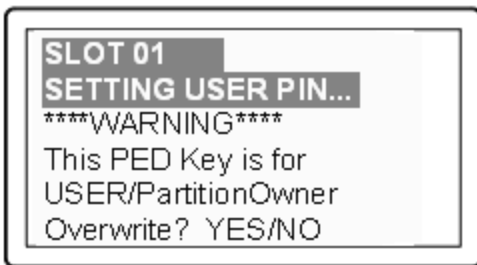 SLOT 01
SETTING USER PIN...
****WARNING****
This PED Key is for
USER/PartitionOwner
Overwrite? YES/NO